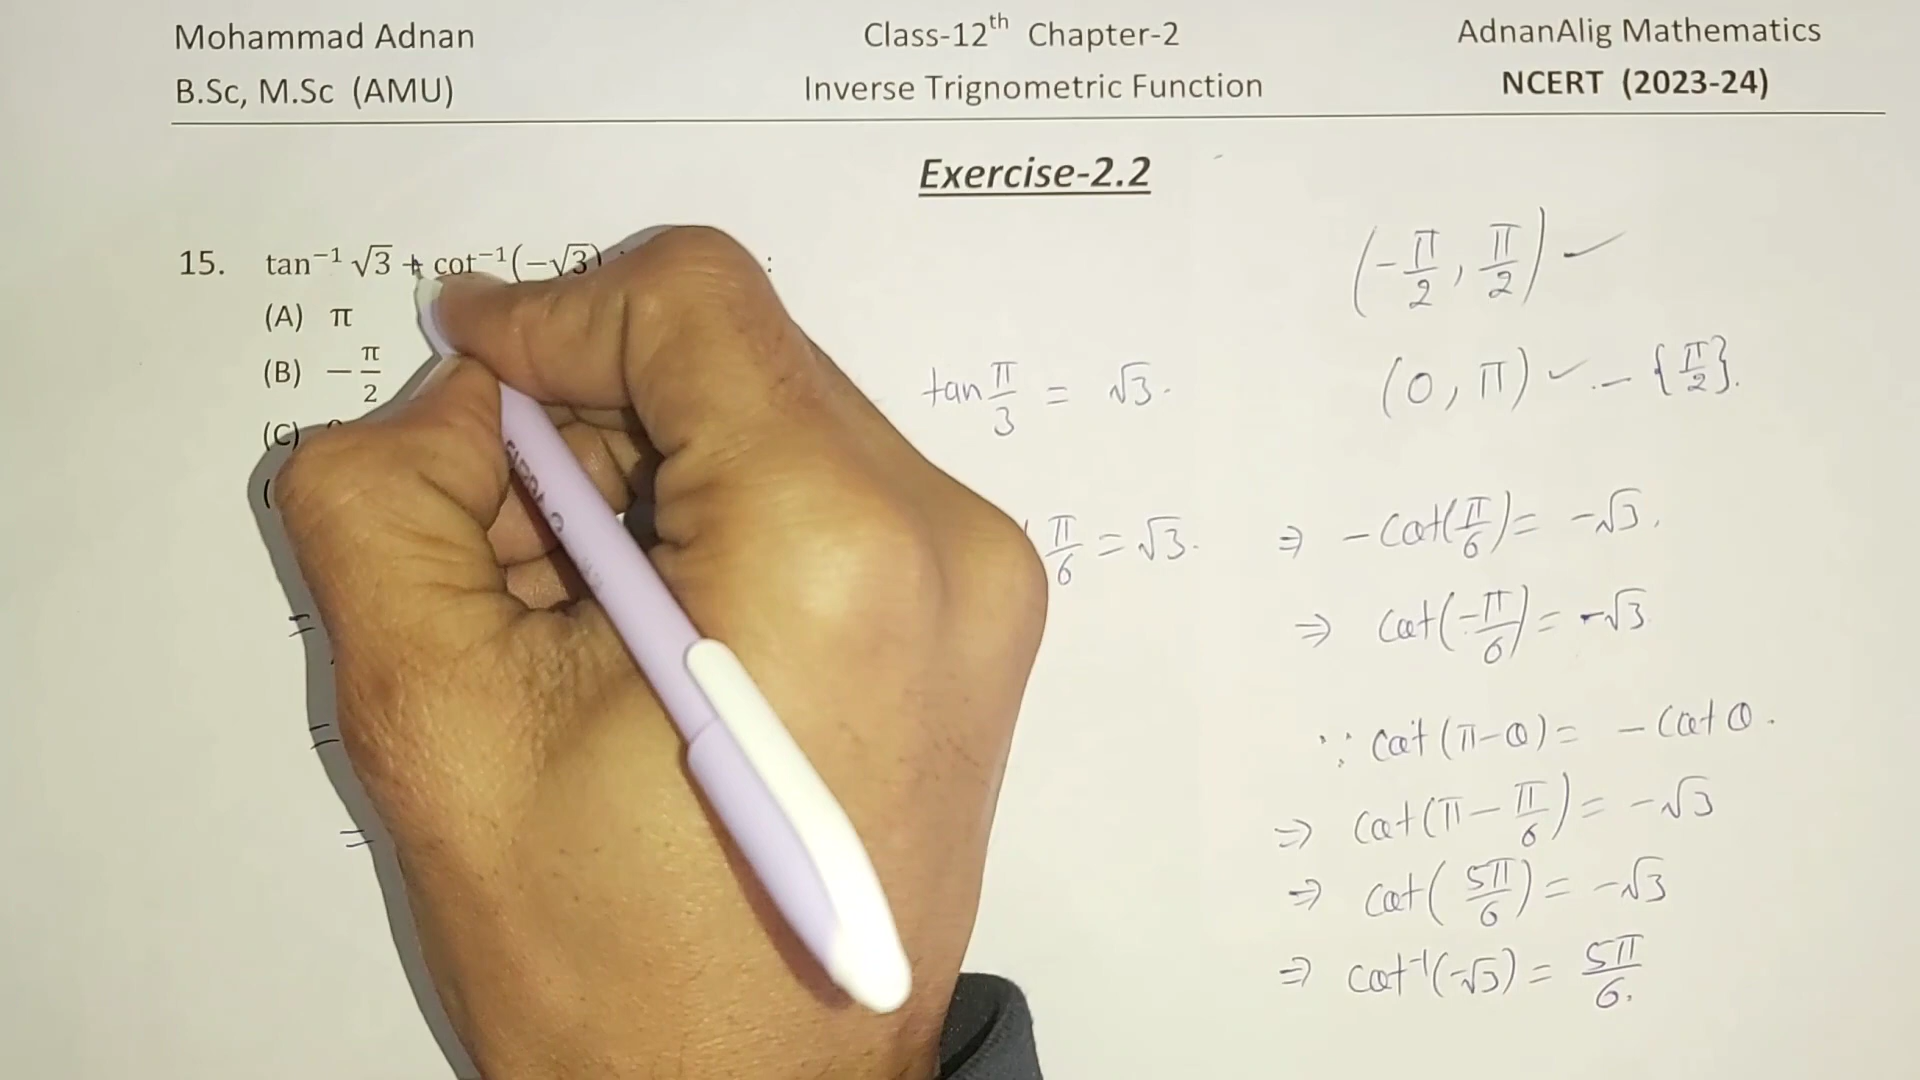 Mohammad Adnan
B.Sc, M.Sc (AMU)
Class-12th Chapter-2
Inverse Trignometric Function
AdnanAlig Mathematics
NCERT (2023-24)
Exercise-2.2
15. tan⁻¹ √3 + cot⁻¹(−√3) :
(A) π
(B) −π/2
(C)
(
=
=
=
tan π/3 = √3.
π/6 = √3.
(-π/2, π/2) ✓
(0, π) ✓ - {π/2}.
⇒ -cot(π/6) = -√3.
⇒ cot(-π/6) = -√3
∵ cot(π-θ) = -cotθ.
⇒ cot(π - π/6) = -√3
⇒ cot(5π/6) = -√3
⇒ cot⁻¹(-√3) = 5π/6.